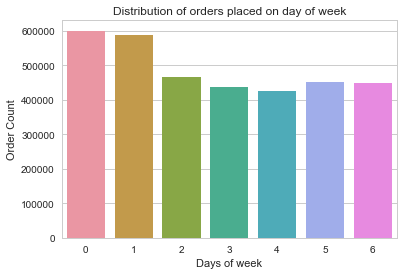 Distribution of orders placed on day of week
Order Count
600000
500000
400000
300000
200000
100000
0
0 1 2 3 4 5 6
Days of week